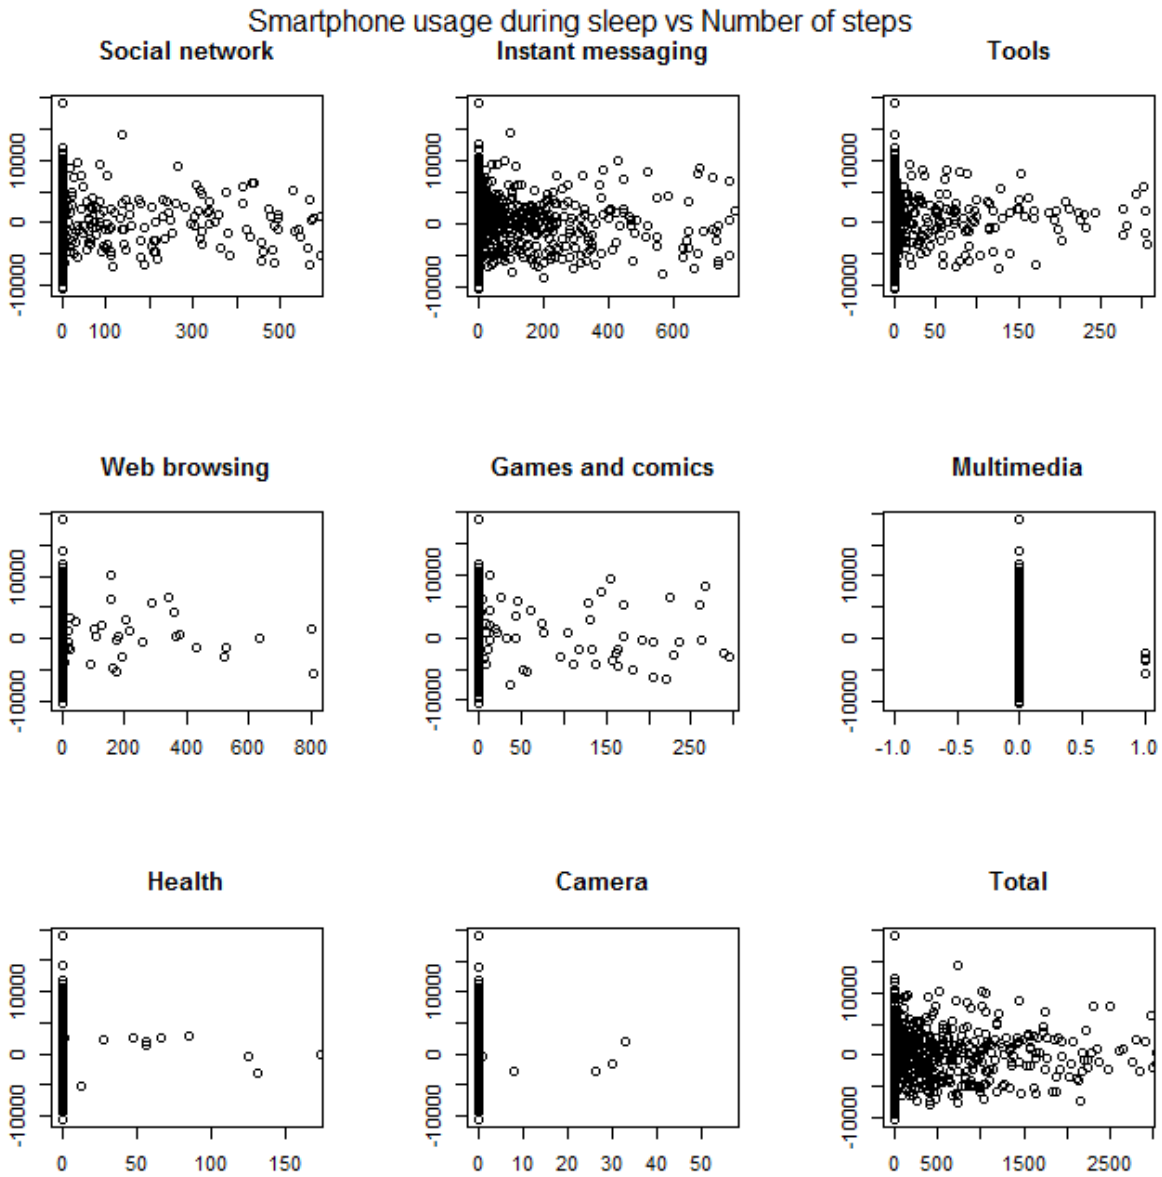 Smartphone usage during sleep vs Number of steps
Social network
Instant messaging
Tools
-10000 0 10000
0 100 300 500
-10000 0 10000
0 200 400 600
-10000 0 10000
0 50 150 250
Web browsing
Games and comics
Multimedia
-10000 0 10000
0 200 400 600 800
-10000 0 10000
0 50 150 250
-10000 0 10000
-1.0 -0.5 0.0 0.5 1.0
Health
Camera
Total
-10000 0 10000
0 50 100 150
-10000 0 10000
0 10 20 30 40 50
-10000 0 10000
0 500 1500 2500